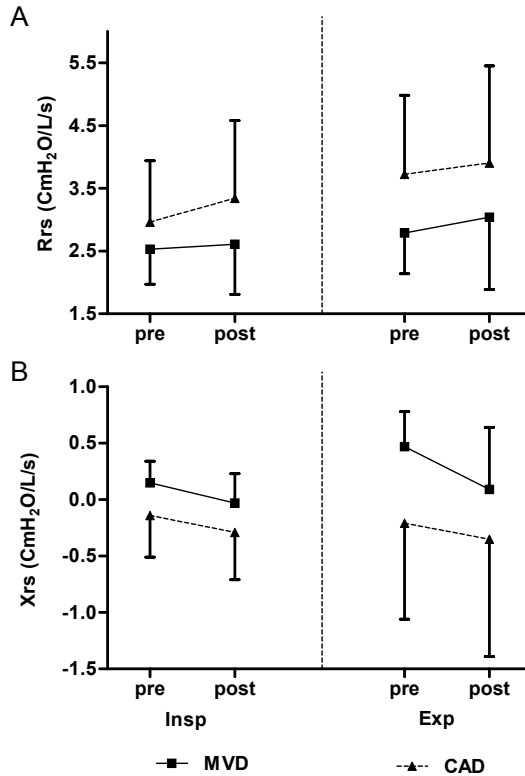 A
Rrs (CmH₂O/L/s)
5.5
4.5
3.5
2.5
1.5
pre post pre post
B
Xrs (CmH₂O/L/s)
1.0
0.5
0.0
-0.5
-1.0
-1.5
pre post pre post
Insp Exp
MVD CAD